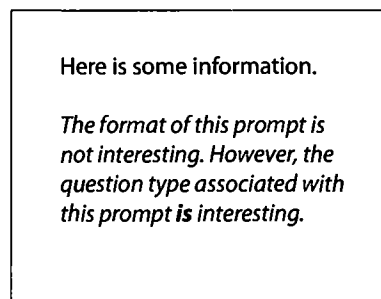 Here is some information.
The format of this prompt is
not interesting. However, the
question type associated with
this prompt is interesting.